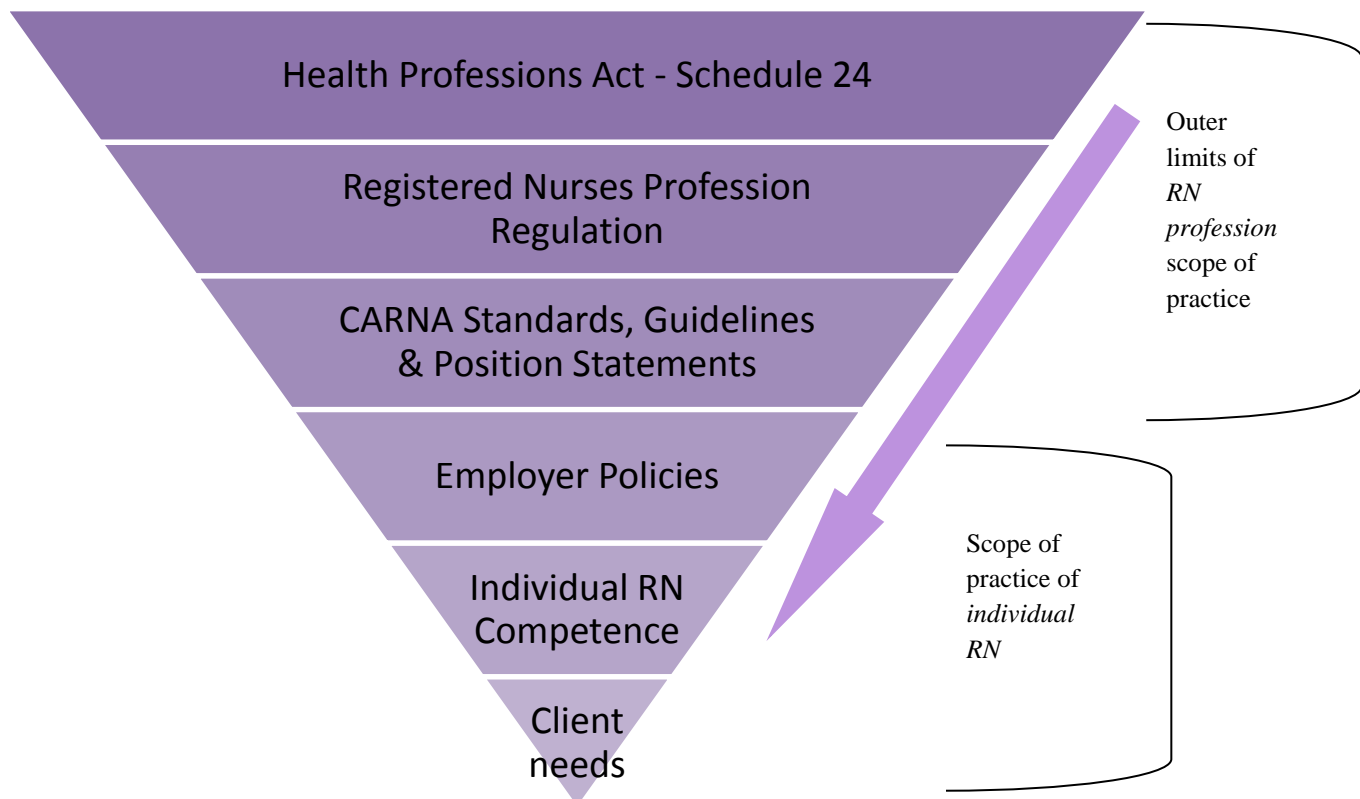 Health Professions Act - Schedule 24
Registered Nurses Profession
Regulation
CARNA Standards, Guidelines
& Position Statements
Employer Policies
Individual RN
Competence
Client
needs
Outer
limits of
RN
profession
scope of
practice
Scope of
practice of
individual
RN